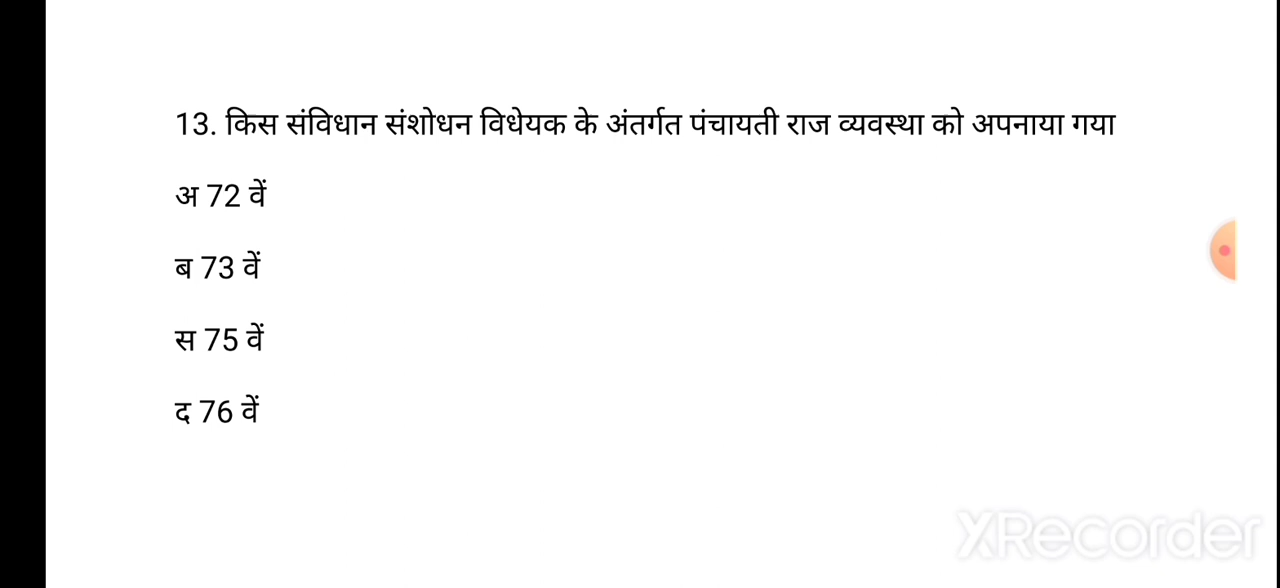 13. किस संविधान संशोधन विधेयक के अंतर्गत पंचायती राज व्यवस्था को अपनाया गया
अ 72 वें
ब 73 वें
स 75 वें
द 76 वें
XRecorder